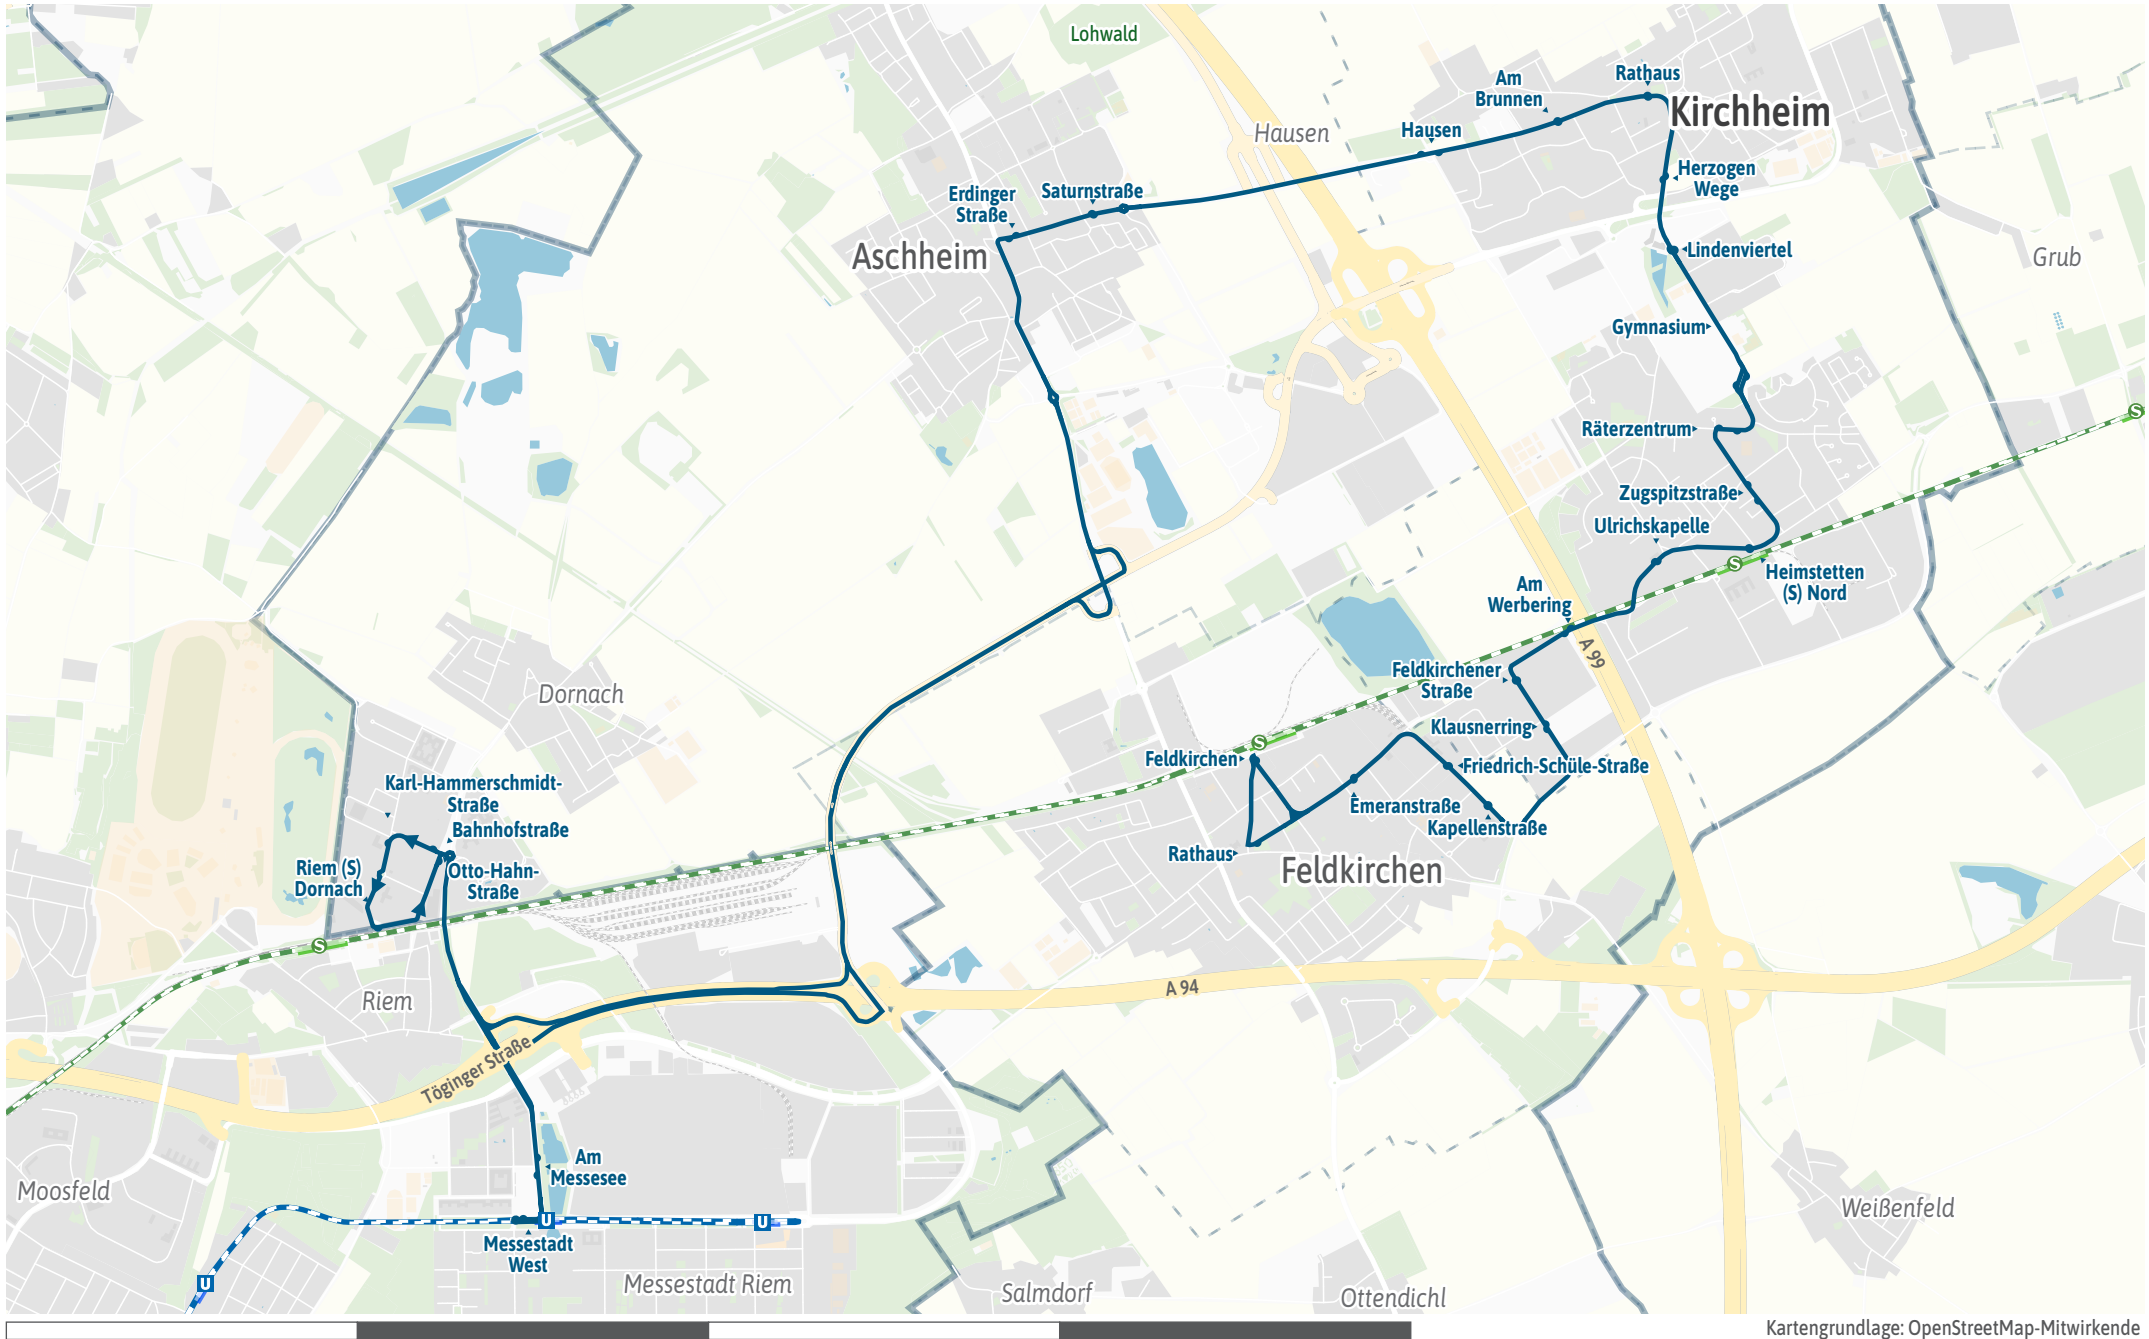 Lohwald
Rathaus
Am
Brunnen
Kirchheim
Hausen
Hausen
Herzogen
Wege
Erdinger
Straße
Saturnstraße
Aschheim
Lindenviertel
Grub
Gymnasium
Räterzentrum
S
Zugspitzstraße
Ulrichskapelle
S
Heimstetten
(S) Nord
Am
Werbering
A 99
Feldkirchener
Straße
Dornach
Klausnerring
S
Feldkirchen
Friedrich-Schüle-Straße
Emeranstraße
Kapellenstraße
Karl-Hammerschmidt-
Straße
Bahnhofstraße
Rathaus
Feldkirchen
Riem (S)
Dornach
Otto-Hahn-
Straße
S
Riem
A 94
Töginger Straße
Am
Messesee
Moosfeld
Weißenfeld
U
U
Messestadt
West
U
Messestadt Riem
Salmdorf
Ottendichl
Kartengrundlage: OpenStreetMap-Mitwirkende